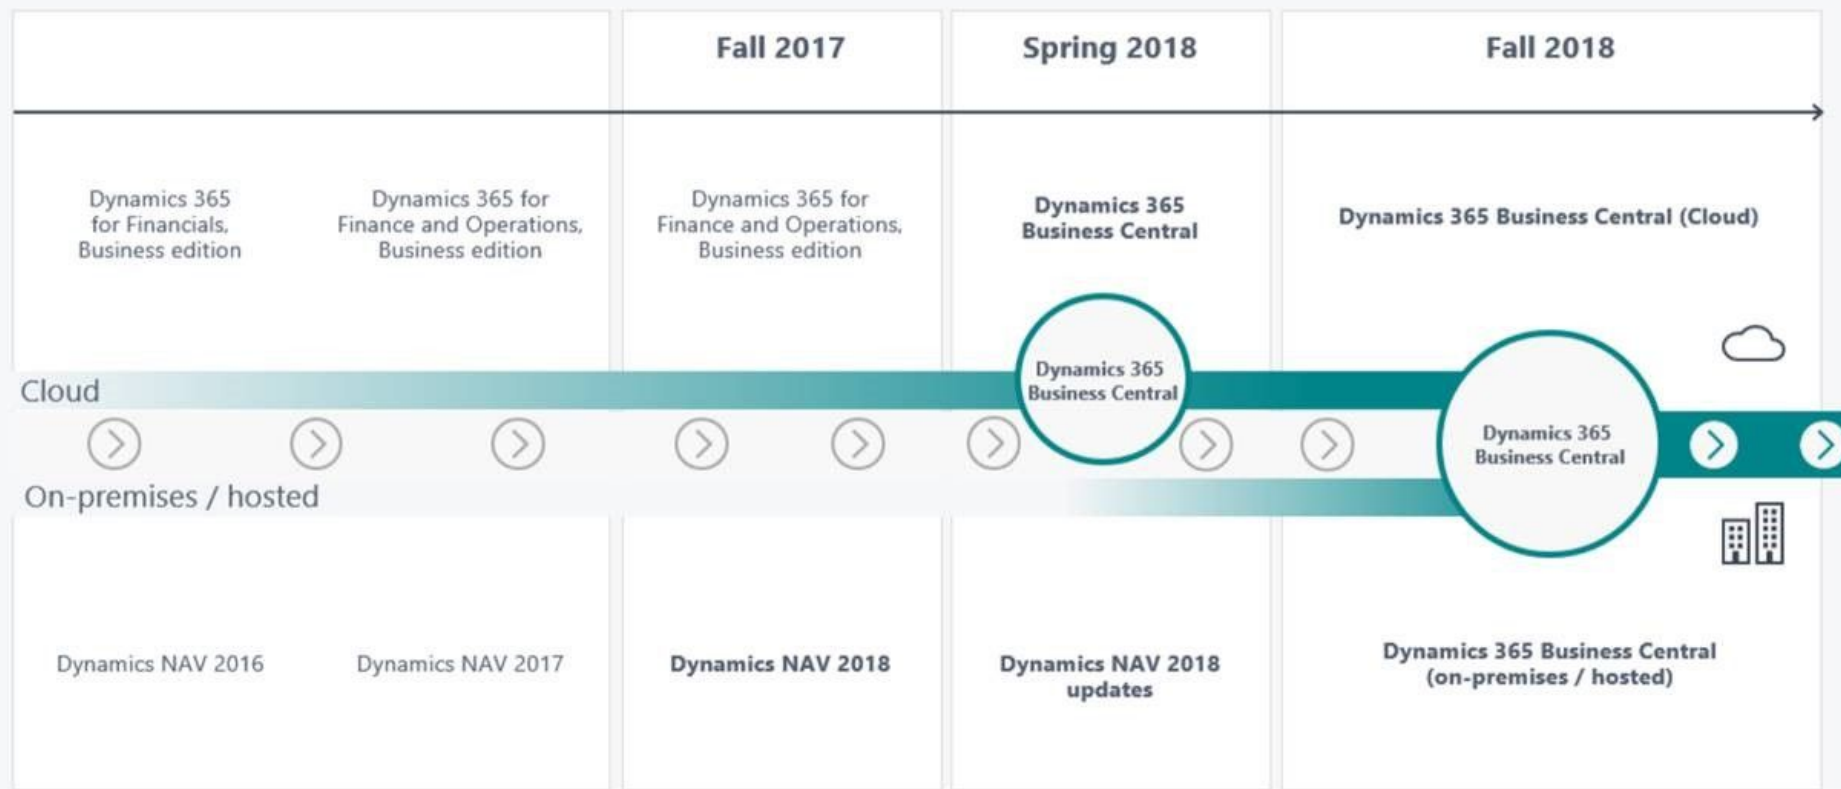 Fall 2017
Spring 2018
Fall 2018
Dynamics 365
for Financials,
Business edition
Dynamics 365 for
Finance and Operations,
Business edition
Dynamics 365 for
Finance and Operations,
Business edition
Dynamics 365
Business Central
Dynamics 365 Business Central (Cloud)
Cloud
Dynamics 365
Business Central
Dynamics 365
Business Central
On-premises / hosted
Dynamics NAV 2016
Dynamics NAV 2017
Dynamics NAV 2018
Dynamics NAV 2018
updates
Dynamics 365 Business Central
(on-premises / hosted)